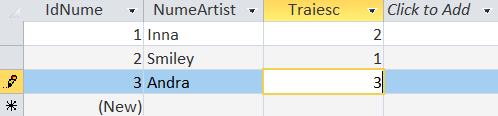 IdNume NumeArtist Traiesc Click to Add
1 Inna 2
2 Smiley 1
3 Andra 3
(New)